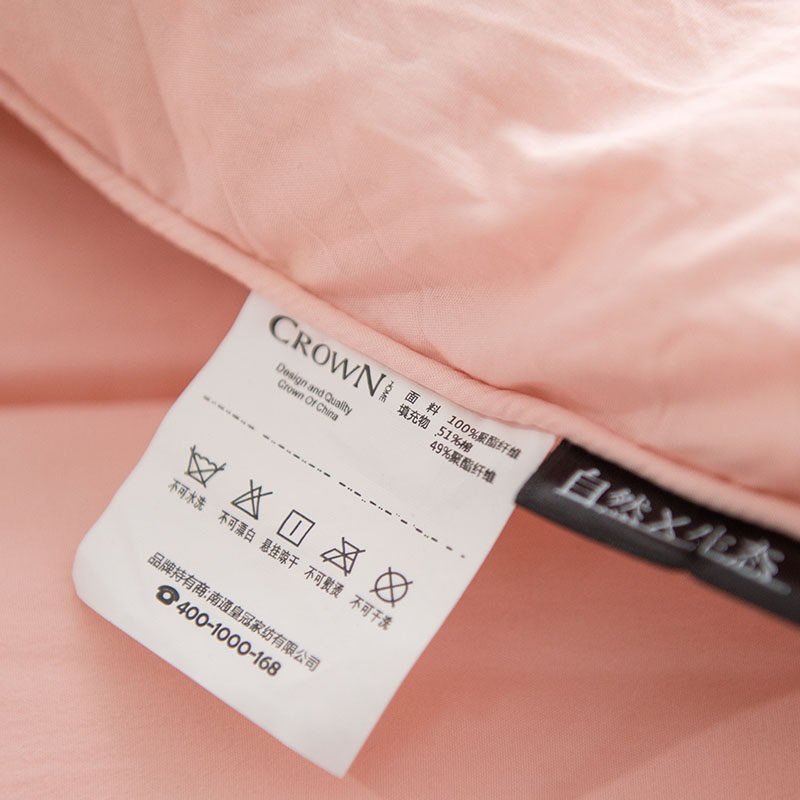 CROWN HOME
Design and Quality
Crown Of China
面 料 100%聚酯纤维
填充物 51%棉
49%聚酯纤维
不可水洗 不可漂白 悬挂晾干 不可熨烫 不可干洗
品牌持有商:南通皇冠家纺有限公司
☎400-1000-168
自然×生态